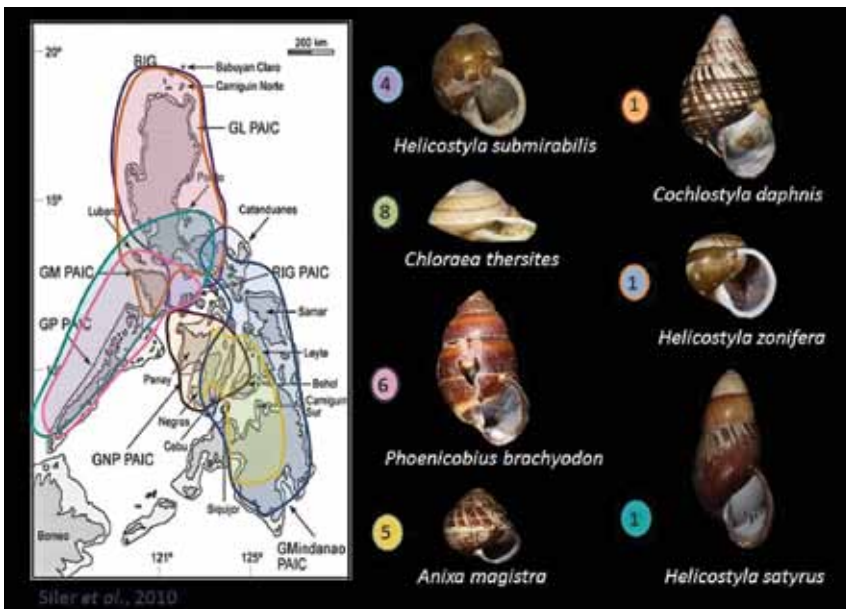 20°
200 km
BIG
Babuyan Claro
Camiguin Norte
GL PAIC
15°
Lubang
Catanduanes
GM PAIC
RIG PAIC
GP PAIC
Samar
Leyte
Panay
Bohol
Camiguin Sur
Negros
Cebu
GNP PAIC
Siquijor
Borneo
121°
125°
GMindanao PAIC
Siler et al., 2010
4
Helicostyla submirabilis
1
Cochlostyla daphnis
8
Chloraea thersites
1
Helicostyla zonifera
6
Phoenicobius brachyodon
5
Anixa magistra
1
Helicostyla satyrus